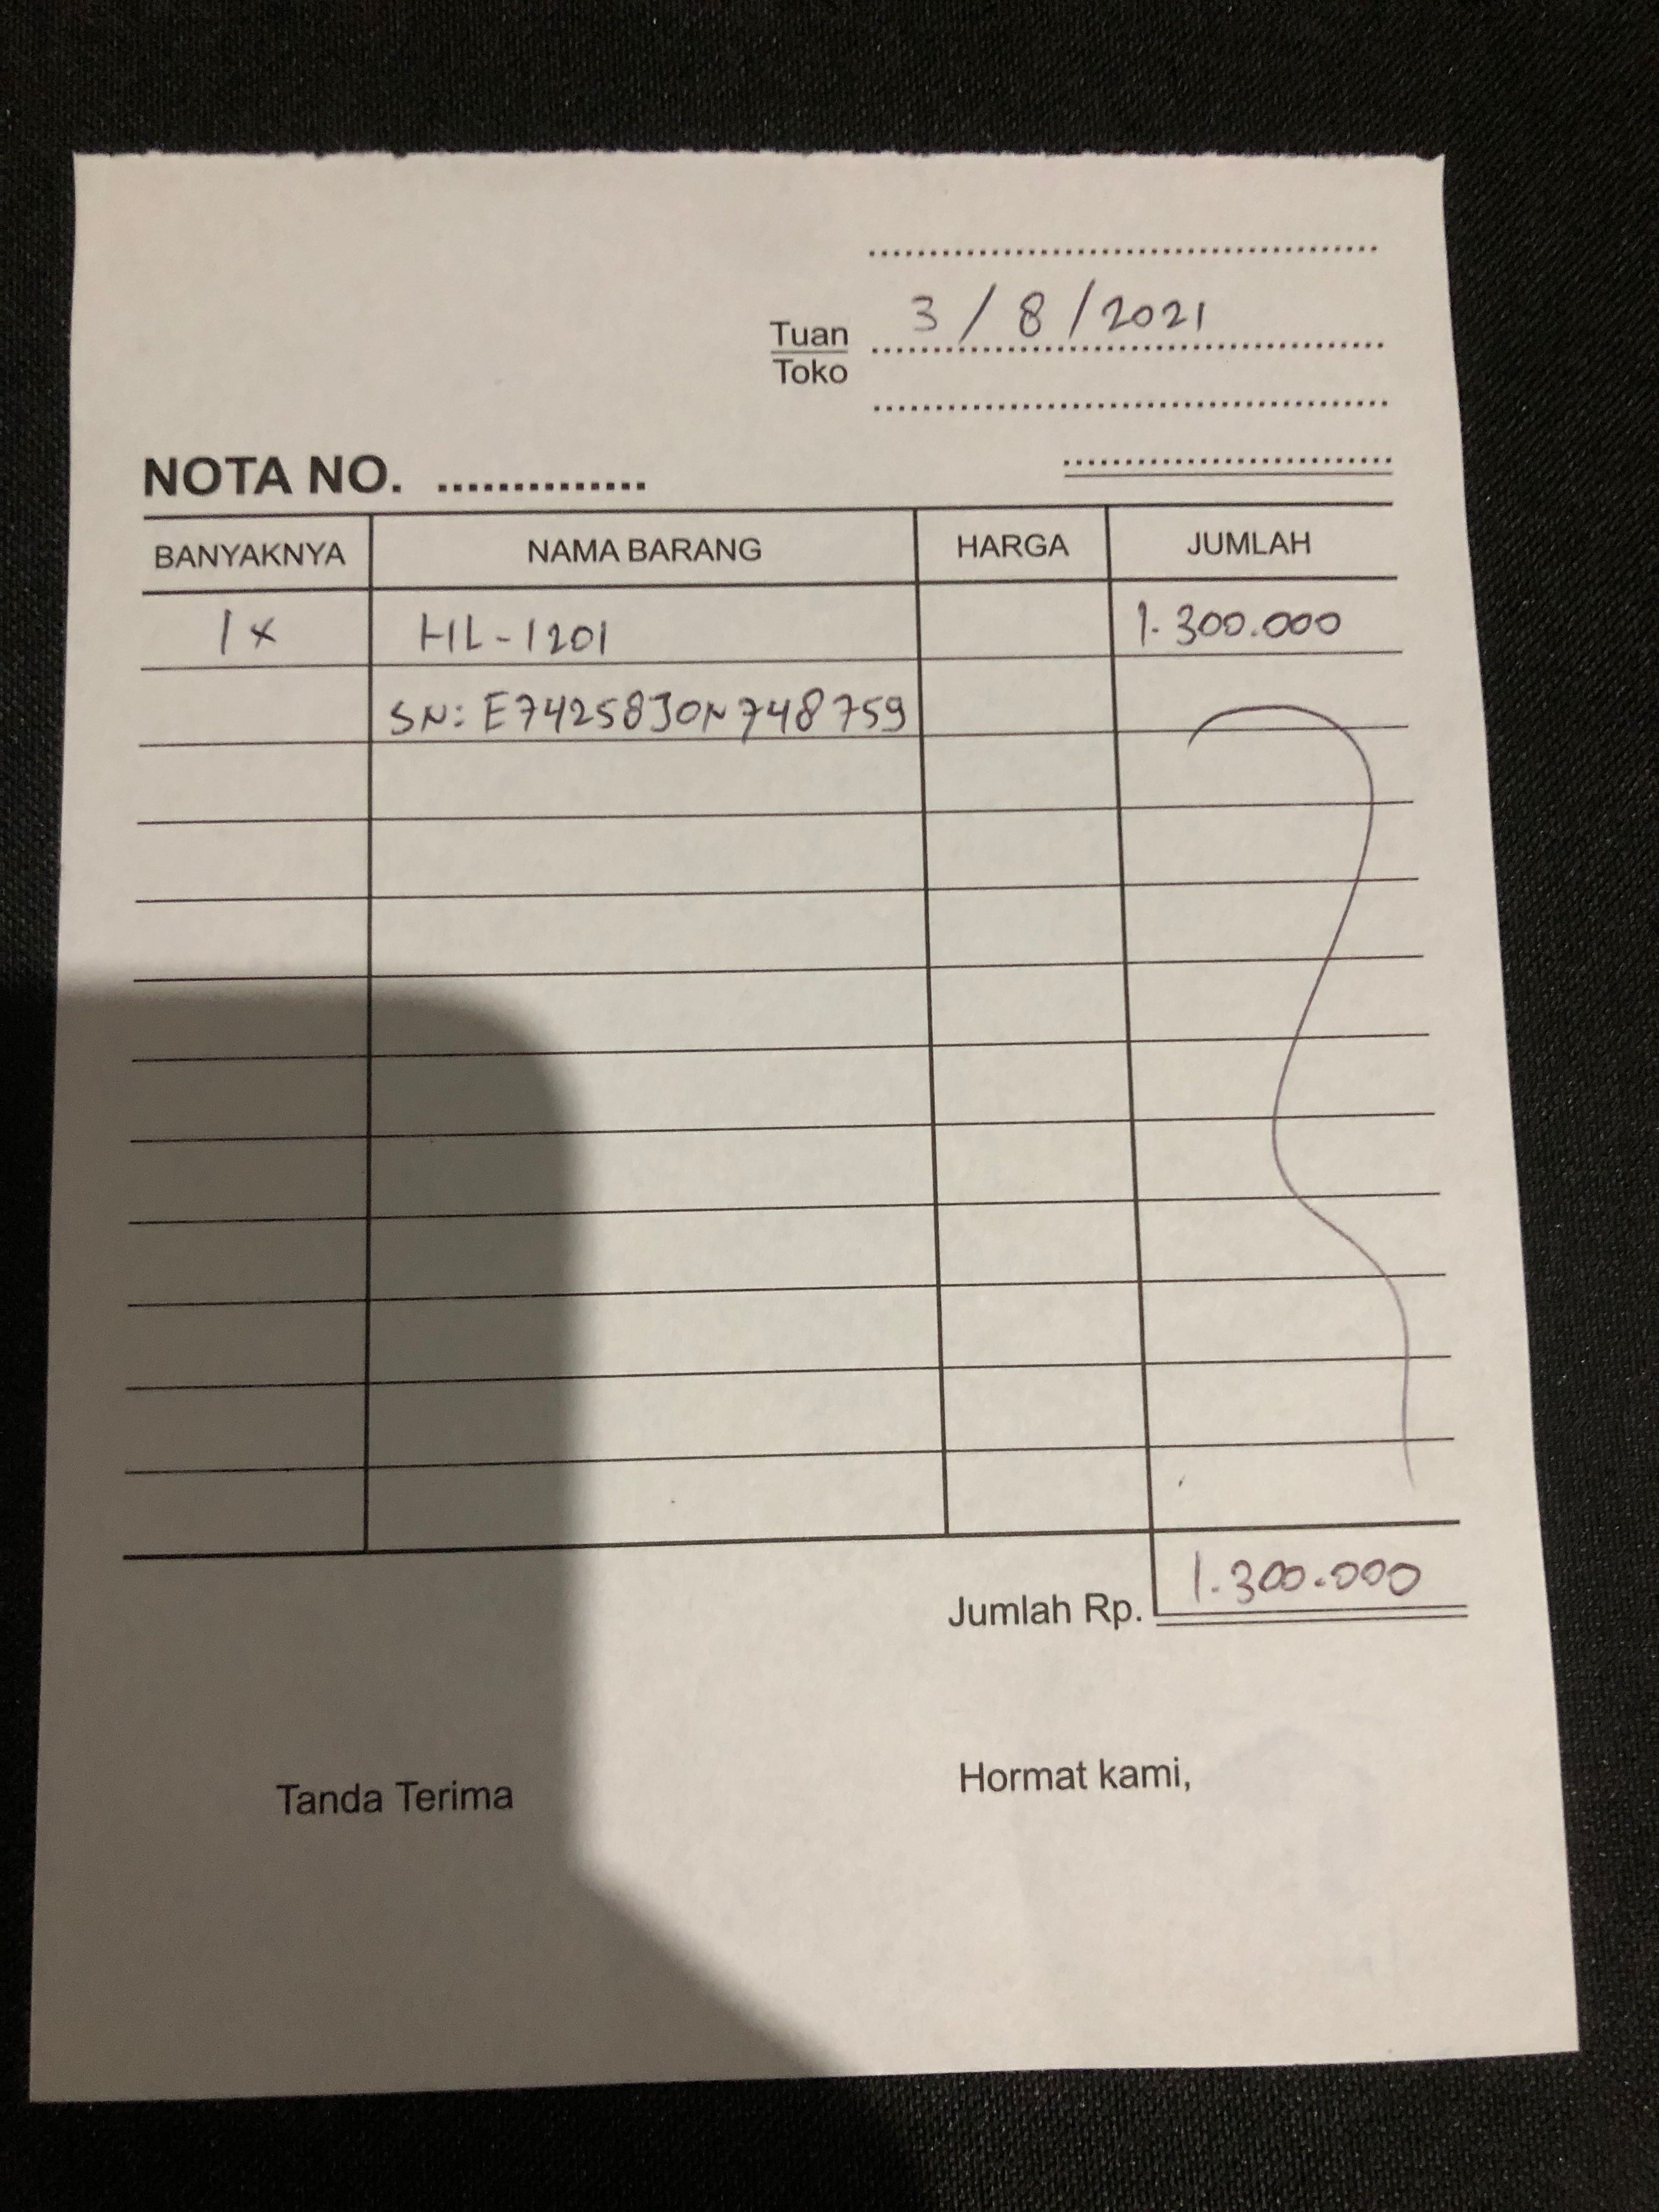 3/8/2021
Tuan
Toko
NOTA NO. ..............
BANYAKNYA NAMA BARANG HARGA JUMLAH
1x HL-1201 1.300.000
SN: E74258J0N748759
Jumlah Rp. 1.300.000
Tanda Terima Hormat kami,